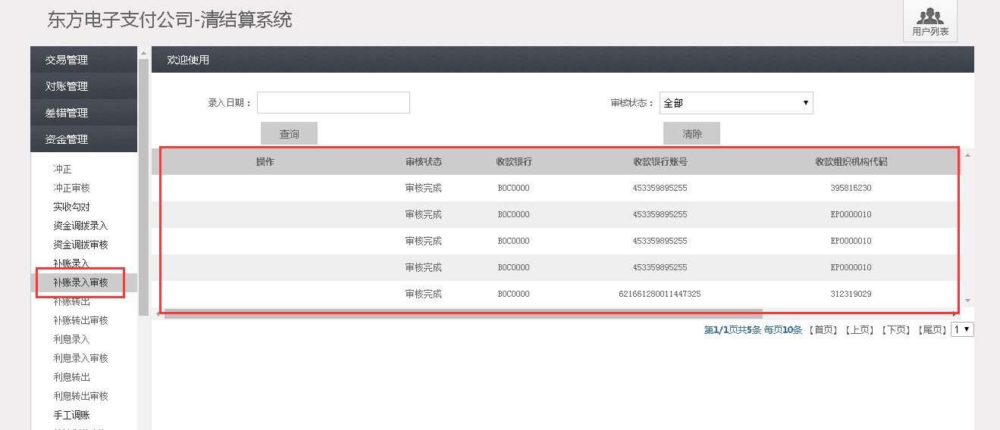 东方电子支付公司-清结算系统
用户列表
交易管理
对账管理
差错管理
资金管理
冲正
冲正审核
实收勾对
资金调拨录入
资金调拨审核
补账录入
补账录入审核
补账转出
补账转出审核
利息录入
利息录入审核
利息转出
利息转出审核
手工调账
欢迎使用
录入日期： 审核状态： 全部
查询 清除
操作 审核状态 收款银行 收款银行账号 收款组织机构代码
审核完成 BOC0000 453359895255 395816230
审核完成 BOC0000 453359895255 EP0000010
审核完成 BOC0000 453359895255 EP0000010
审核完成 BOC0000 453359895255 EP0000010
审核完成 BOC0000 621661280011447325 312319029
第1/1页共5条 每页10条 【首页】【上页】【下页】【尾页】 1